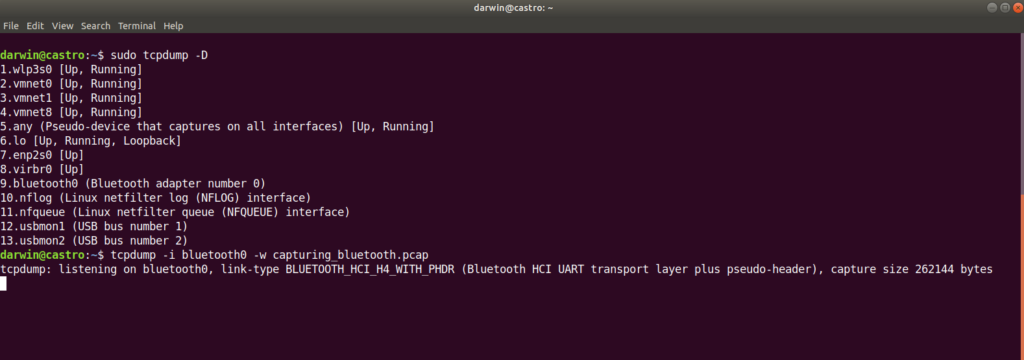 darwin@castro: ~
File Edit View Search Terminal Help
darwin@castro:~$ sudo tcpdump -D
1.wlp3s0 [Up, Running]
2.vmnet0 [Up, Running]
3.vmnet1 [Up, Running]
4.vmnet8 [Up, Running]
5.any (Pseudo-device that captures on all interfaces) [Up, Running]
6.lo [Up, Running, Loopback]
7.enp2s0 [Up]
8.virbr0 [Up]
9.bluetooth0 (Bluetooth adapter number 0)
10.nflog (Linux netfilter log (NFLOG) interface)
11.nfqueue (Linux netfilter queue (NFQUEUE) interface)
12.usbmon1 (USB bus number 1)
13.usbmon2 (USB bus number 2)
darwin@castro:~$ tcpdump -i bluetooth0 -w capturing_bluetooth.pcap
tcpdump: listening on bluetooth0, link-type BLUETOOTH_HCI_H4_WITH_PHDR (Bluetooth HCI UART transport layer plus pseudo-header), capture size 262144 bytes